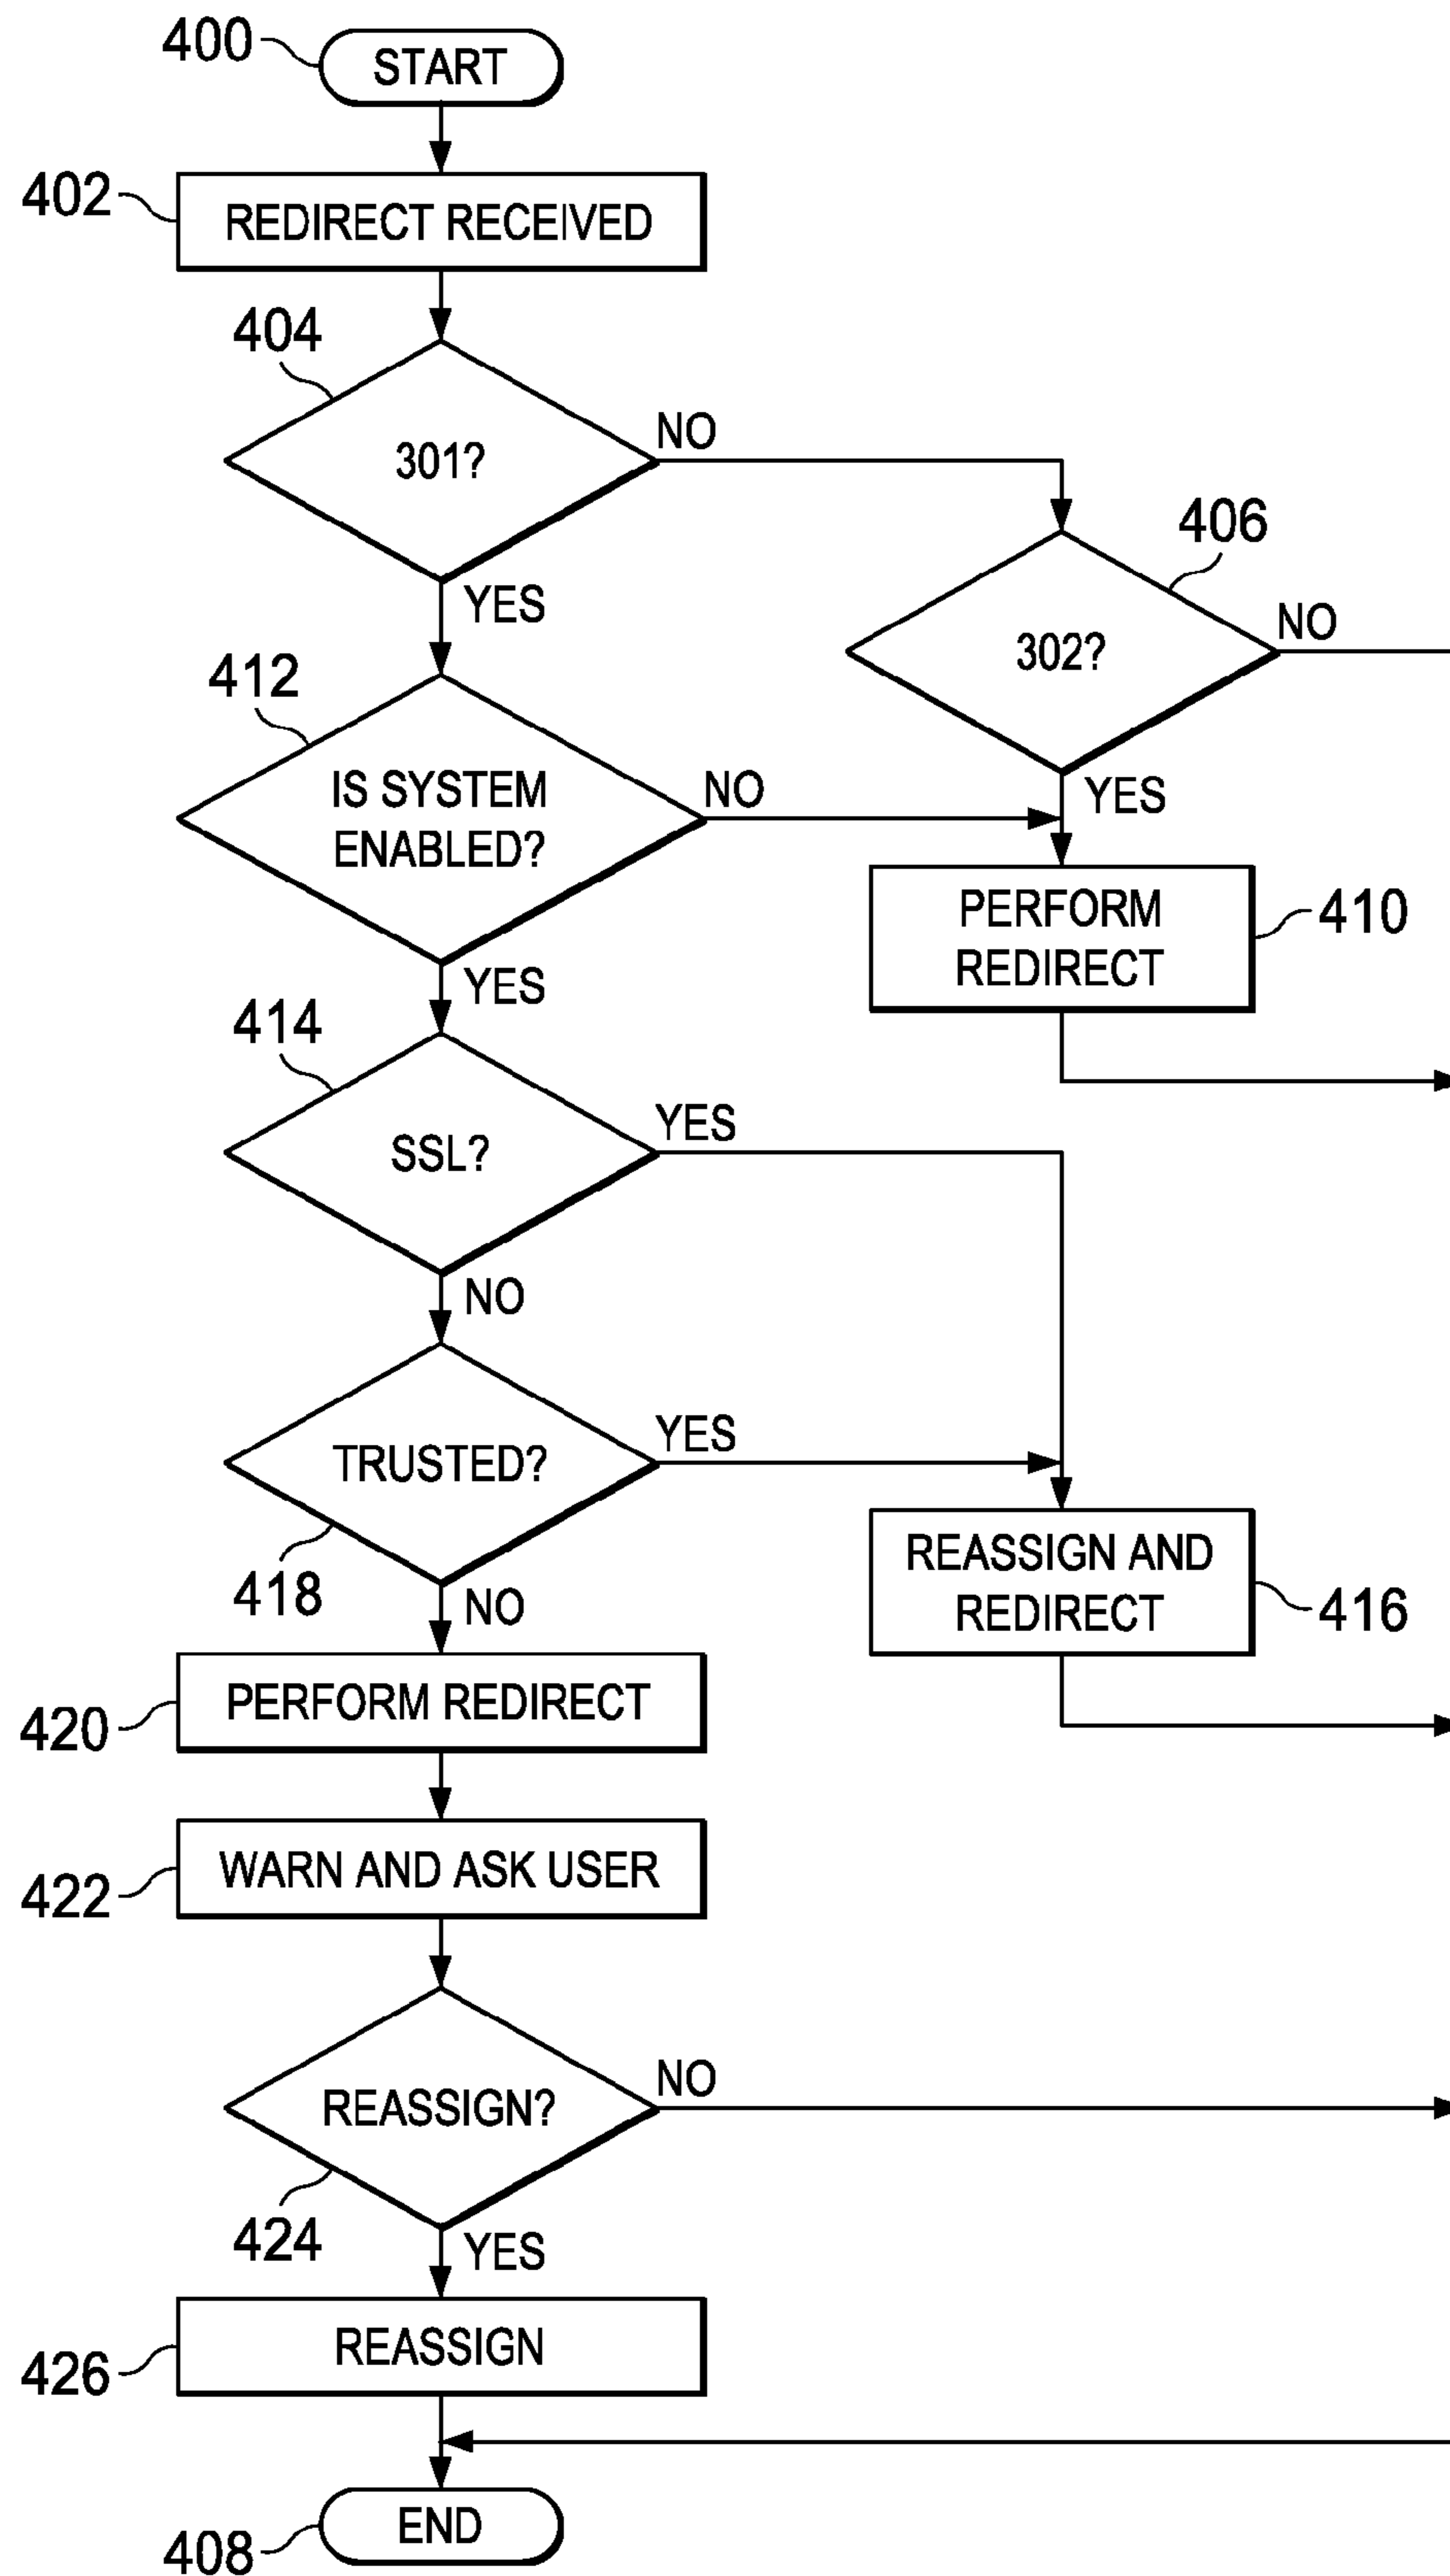 400
START
402
REDIRECT RECEIVED
404
301?
NO
YES
406
302?
NO
YES
412
IS SYSTEM
ENABLED?
NO
YES
PERFORM
REDIRECT
410
414
SSL?
YES
NO
TRUSTED?
YES
418
NO
REASSIGN AND
REDIRECT
416
PERFORM REDIRECT
420
WARN AND ASK USER
422
REASSIGN?
NO
424
YES
REASSIGN
426
END
408